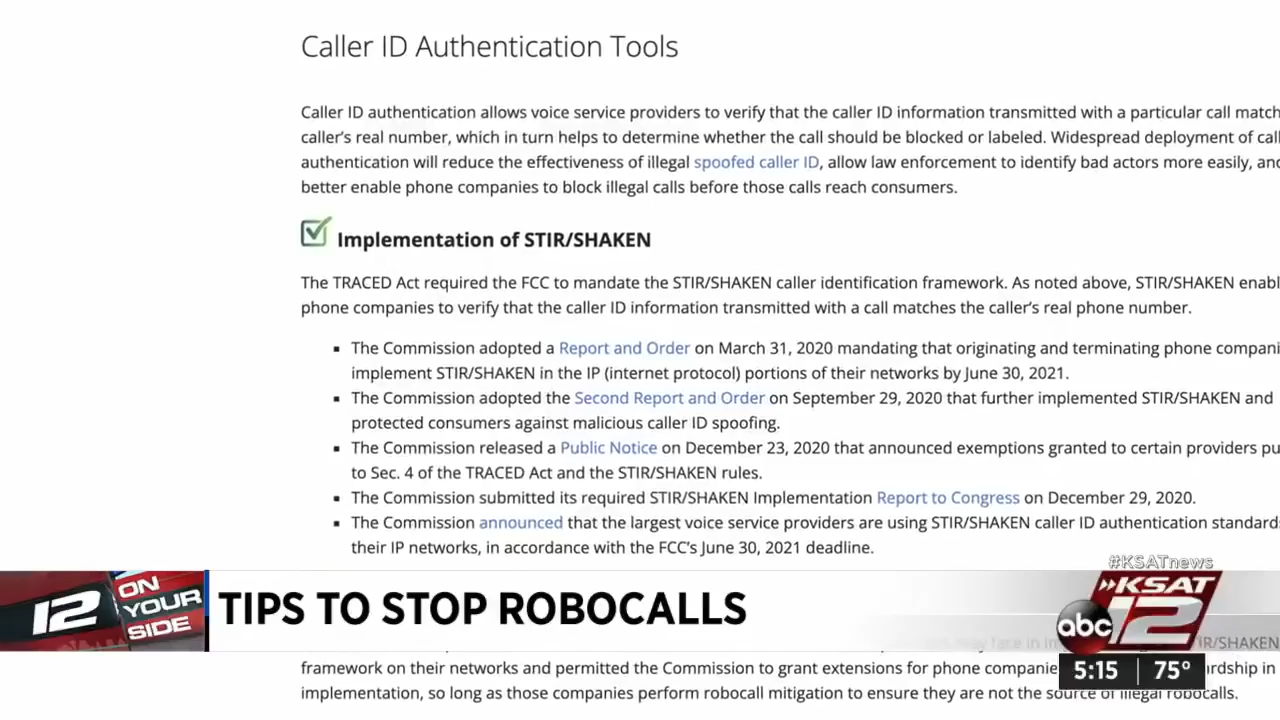 Caller ID Authentication Tools
Caller ID authentication allows voice service providers to verify that the caller ID information transmitted with a particular call match
caller's real number, which in turn helps to determine whether the call should be blocked or labeled. Widespread deployment of cal
authentication will reduce the effectiveness of illegal spoofed caller ID, allow law enforcement to identify bad actors more easily, and
better enable phone companies to block illegal calls before those calls reach consumers.
Implementation of STIR/SHAKEN
The TRACED Act required the FCC to mandate the STIR/SHAKEN caller identification framework. As noted above, STIR/SHAKEN enabl
phone companies to verify that the caller ID information transmitted with a call matches the caller's real phone number.
The Commission adopted a Report and Order on March 31, 2020 mandating that originating and terminating phone compani
implement STIR/SHAKEN in the IP (internet protocol) portions of their networks by June 30, 2021.
The Commission adopted the Second Report and Order on September 29, 2020 that further implemented STIR/SHAKEN and
protected consumers against malicious caller ID spoofing.
The Commission released a Public Notice on December 23, 2020 that announced exemptions granted to certain providers pu
to Sec. 4 of the TRACED Act and the STIR/SHAKEN rules.
The Commission submitted its required STIR/SHAKEN Implementation Report to Congress on December 29, 2020.
The Commission announced that the largest voice service providers are using STIR/SHAKEN caller ID authentication standards
their IP networks, in accordance with the FCC's June 30, 2021 deadline.
#KSATnews
12 ON YOUR SIDE
TIPS TO STOP ROBOCALLS
KSAT
abc 12
may face in IR/SHAKEN
framework on their networks and permitted the Commission to grant extensions for phone companie rdship in
5:15 75°
implementation, so long as those companies perform robocall mitigation to ensure they are not the source of illegal robocalls.